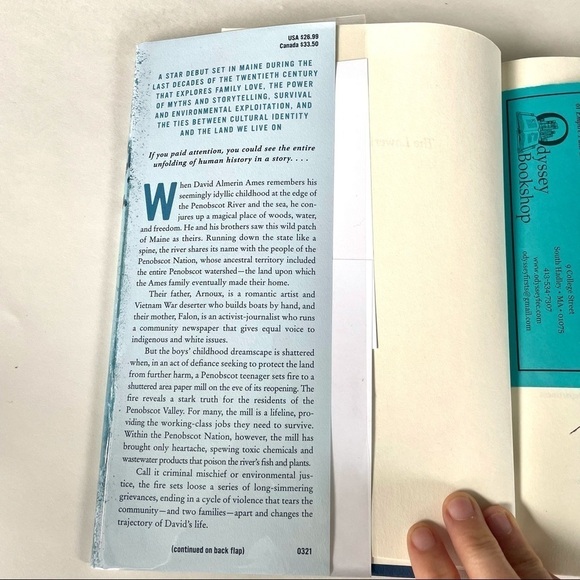 USA $26.99
Canada $33.50
A STAR DEBUT SET IN MAINE DURING THE
LAST DECADES OF THE TWENTIETH CENTURY
THAT EXPLORES FAMILY LOVE, THE POWER
OF MYTHS AND STORYTELLING, SURVIVAL
AND ENVIRONMENTAL EXPLOITATION, AND
THE TIES BETWEEN CULTURAL IDENTITY
AND THE LAND WE LIVE ON
If you paid attention, you could see the entire
unfolding of human history in a story. . . .
When David Almerin Ames remembers his
seemingly idyllic childhood at the edge of
the Penobscot River and the sea, he con-
jures up a magical place of woods, water,
and freedom. He and his brothers saw this wild patch
of Maine as theirs. Running down the state like a
spine, the river shares its name with the people of the
Penobscot Nation, whose ancestral territory included
the entire Penobscot watershed—the land upon which
the Ames family eventually made their home.
Their father, Arnoux, is a romantic artist and
Vietnam War deserter who builds boats by hand, and
their mother, Falon, is an activist-journalist who runs
a community newspaper that gives equal voice to
indigenous and white issues.
But the boys' childhood dreamscape is shattered
when, in an act of defiance seeking to protect the land
from further harm, a Penobscot teenager sets fire to a
shuttered area paper mill on the eve of its reopening. The
fire reveals a stark truth for the residents of the
Penobscot Valley. For many, the mill is a lifeline, pro-
viding the working-class jobs they need to survive.
Within the Penobscot Nation, however, the mill has
brought only heartache, spewing toxic chemicals and
wastewater products that poison the river's fish and plants.
Call it criminal mischief or environmental jus-
tice, the fire sets loose a series of long-simmering
grievances, ending in a cycle of violence that tears the
community—and two families—apart and changes the
trajectory of David's life.
(continued on back flap)
0321
Odyssey
Bookshop
9 College Street
South Hadley • MA • 01075
413-534-7307
www.odysseybks.com